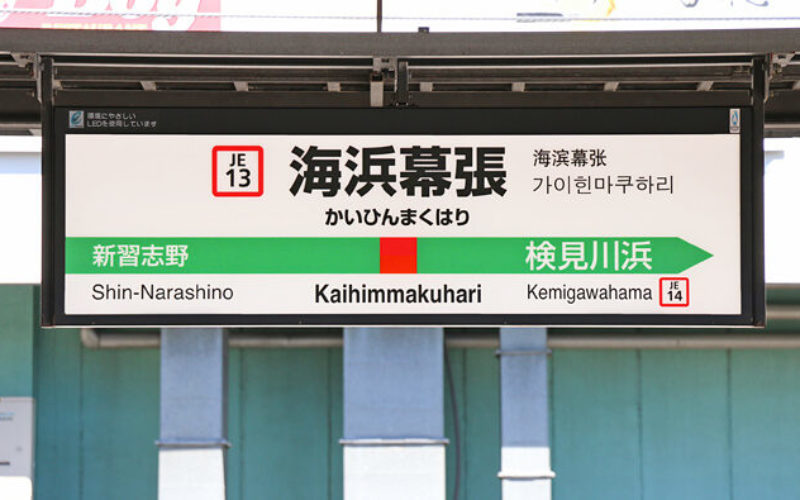 環境にやさしい
LEDを使用しています
JE
13
海浜幕張
海滨幕张
가이힌마쿠하리
かいひんまくはり
新習志野
検見川浜
Shin-Narashino
Kaihimmakuhari
Kemigawahama
JE
14